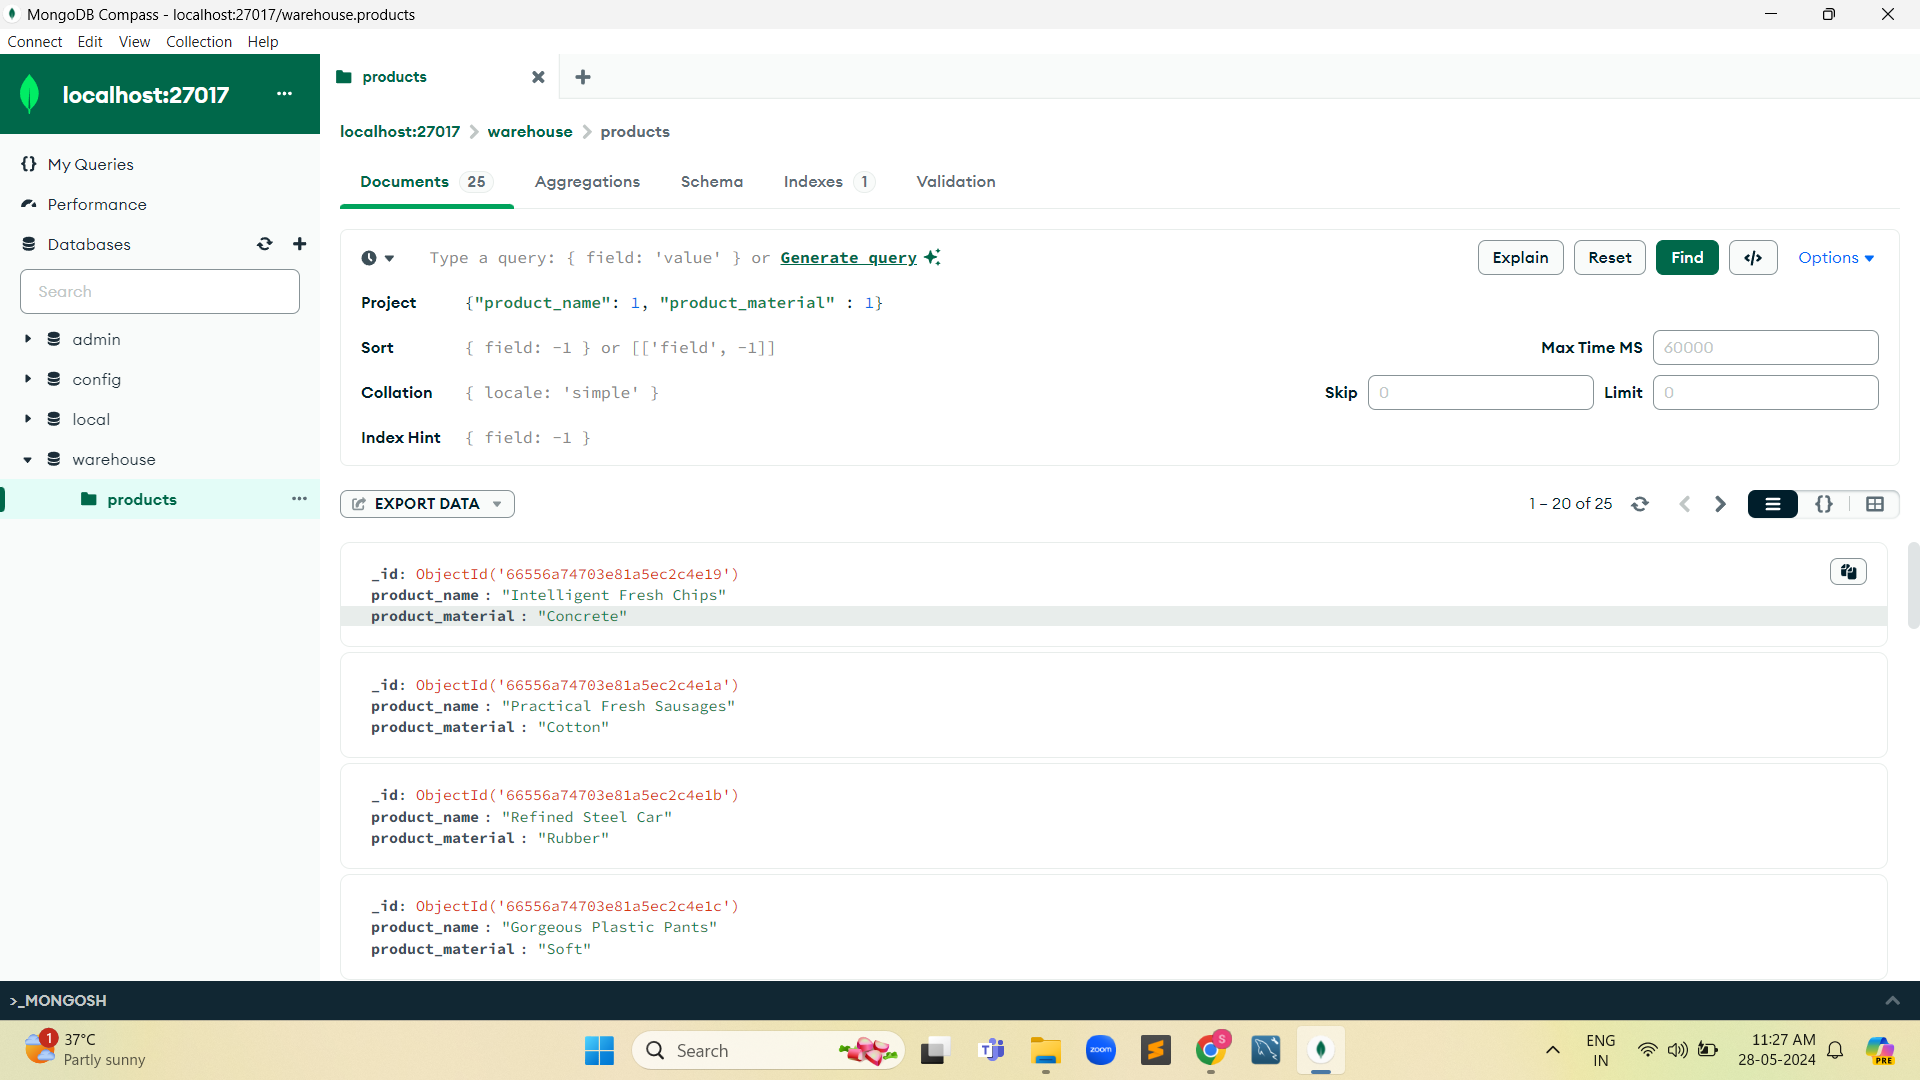 MongoDB Compass - localhost:27017/warehouse.products
Connect Edit View Collection Help
localhost:27017 ...
My Queries
Performance
Databases
Search
admin
config
local
warehouse
products ...
products
localhost:27017 > warehouse > products
Documents 25 Aggregations Schema Indexes 1 Validation
Type a query: { field: 'value' } or Generate query
Explain Reset Find </> Options
Project {"product_name": 1, "product_material" : 1}
Sort { field: -1 } or [['field', -1]]
Max Time MS 60000
Collation { locale: 'simple' }
Skip 0 Limit 0
Index Hint { field: -1 }
EXPORT DATA
1 – 20 of 25 {}
_id: ObjectId('66556a74703e81a5ec2c4e19')
product_name : "Intelligent Fresh Chips"
product_material : "Concrete"
_id: ObjectId('66556a74703e81a5ec2c4e1a')
product_name : "Practical Fresh Sausages"
product_material : "Cotton"
_id: ObjectId('66556a74703e81a5ec2c4e1b')
product_name : "Refined Steel Car"
product_material : "Rubber"
_id: ObjectId('66556a74703e81a5ec2c4e1c')
product_name : "Gorgeous Plastic Pants"
product_material : "Soft"
>_MONGOSH
1
37°C
Partly sunny
Search
zoom
S
ENG
IN
11:27 AM
28-05-2024
PRE